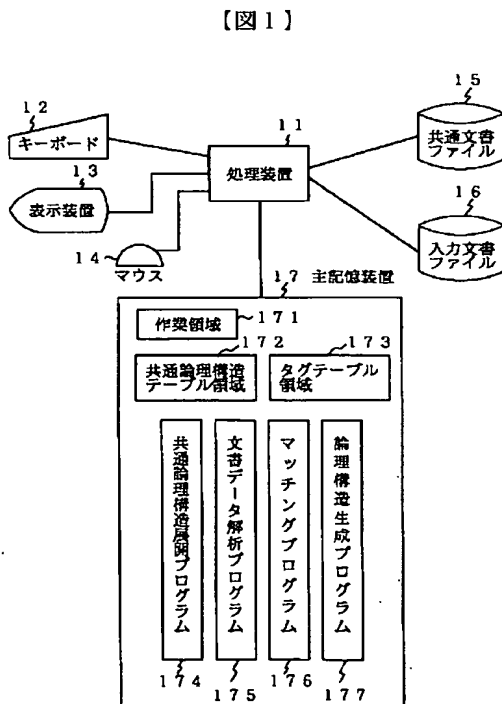 【図1】
12
キーボード
13
表示装置
14
マウス
11
処理装置
15
共通文書
ファイル
16
入力文書
ファイル
17 主記憶装置
作業領域
171
172
共通論理構造
テーブル領域
173
タグテーブル
領域
共通論理構造展開プログラム
文書データ解析プログラム
マッチングプログラム
論理構造生成プログラム
174
175
176
177